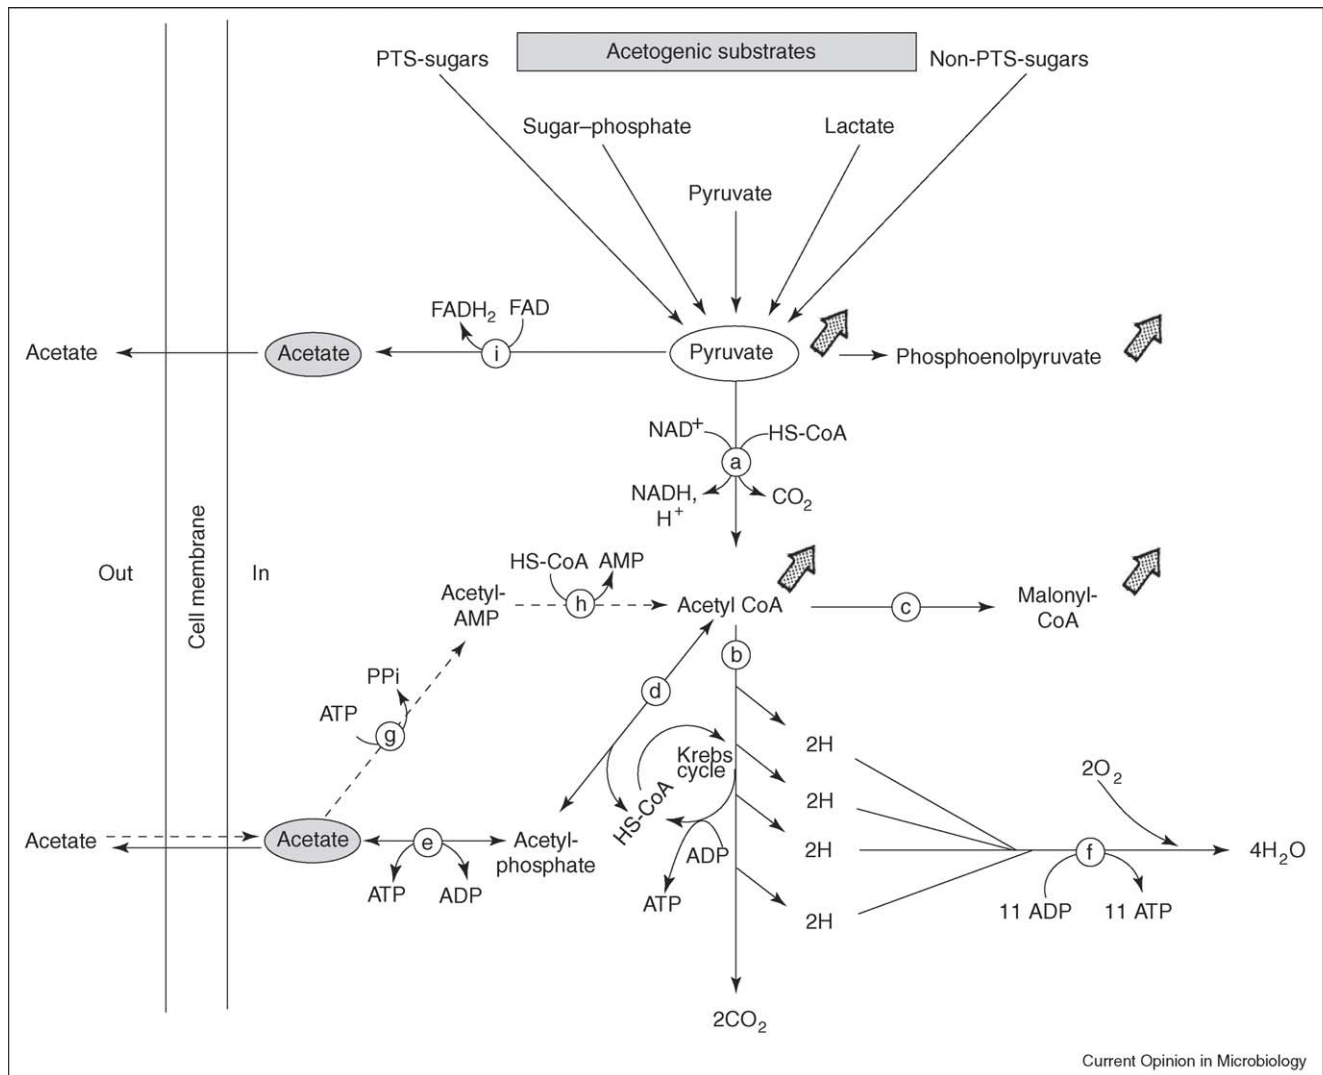 PTS-sugars
Acetogenic substrates
Non-PTS-sugars
Sugar–phosphate
Lactate
Pyruvate
FADH2 FAD
Acetate
Acetate
i
Pyruvate
Phosphoenolpyruvate
NAD+
HS-CoA
a
NADH,
H+
CO2
Out
Cell membrane
In
HS-CoA AMP
Acetyl-
AMP
h
Acetyl CoA
c
Malonyl-
CoA
b
PPi
d
ATP
g
2H
Krebs
cycle
2O2
2H
HS-CoA
Acetate
Acetate
e
Acetyl-
phosphate
ADP
2H
f
4H2O
ATP
ADP
ATP
2H
11 ADP
11 ATP
2CO2
Current Opinion in Microbiology